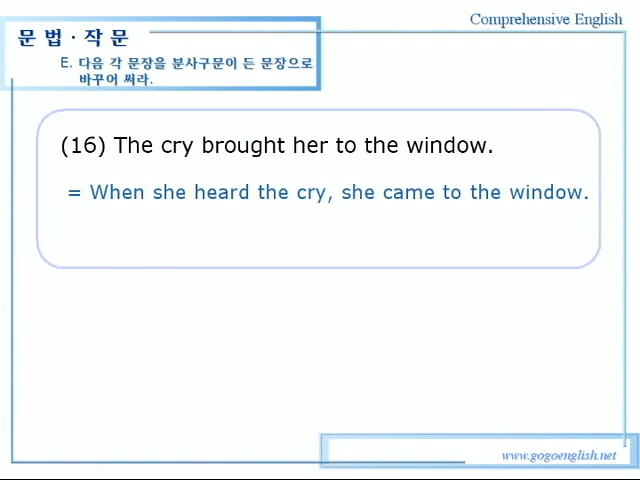 Comprehensive English
문 법 · 작 문
E. 다음 각 문장을 분사구문이 든 문장으로
바꾸어 써라.
(16) The cry brought her to the window.
= When she heard the cry, she came to the window.
www.gogoenglish.net